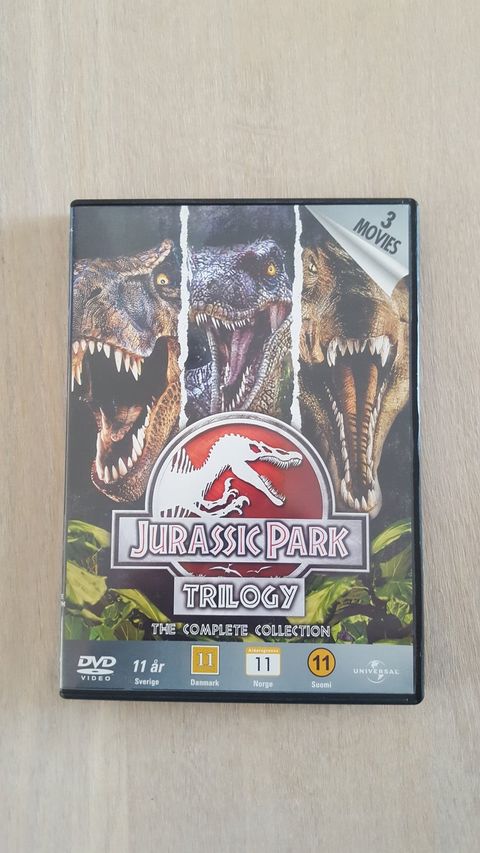 3
MOVIES
JURASSIC PARK
TRILOGY
THE COMPLETE COLLECTION
DVD
VIDEO
11 år
Sverige
11
Danmark
Aldersgrense
11
Norge
11
Suomi
UNIVERSAL